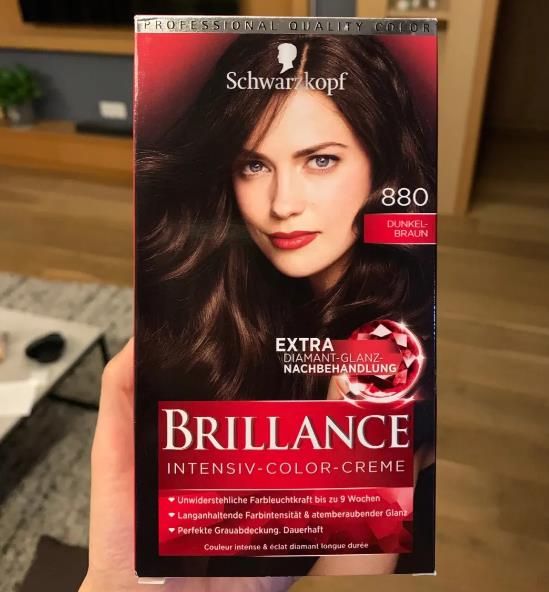 PROFESSIONAL QUALITY COLOR
Schwarzkopf
880
DUNKEL-
BRAUN
EXTRA
DIAMANT-GLANZ-
NACHBEHANDLUNG
BRILLANCE
INTENSIV-COLOR-CREME
Unwiderstehliche Farbleuchtkraft bis zu 9 Wochen
Langanhaltende Farbintensität & atemberaubender Glanz
Perfekte Grauabdeckung. Dauerhaft
Couleur intense & éclat diamant longue durée